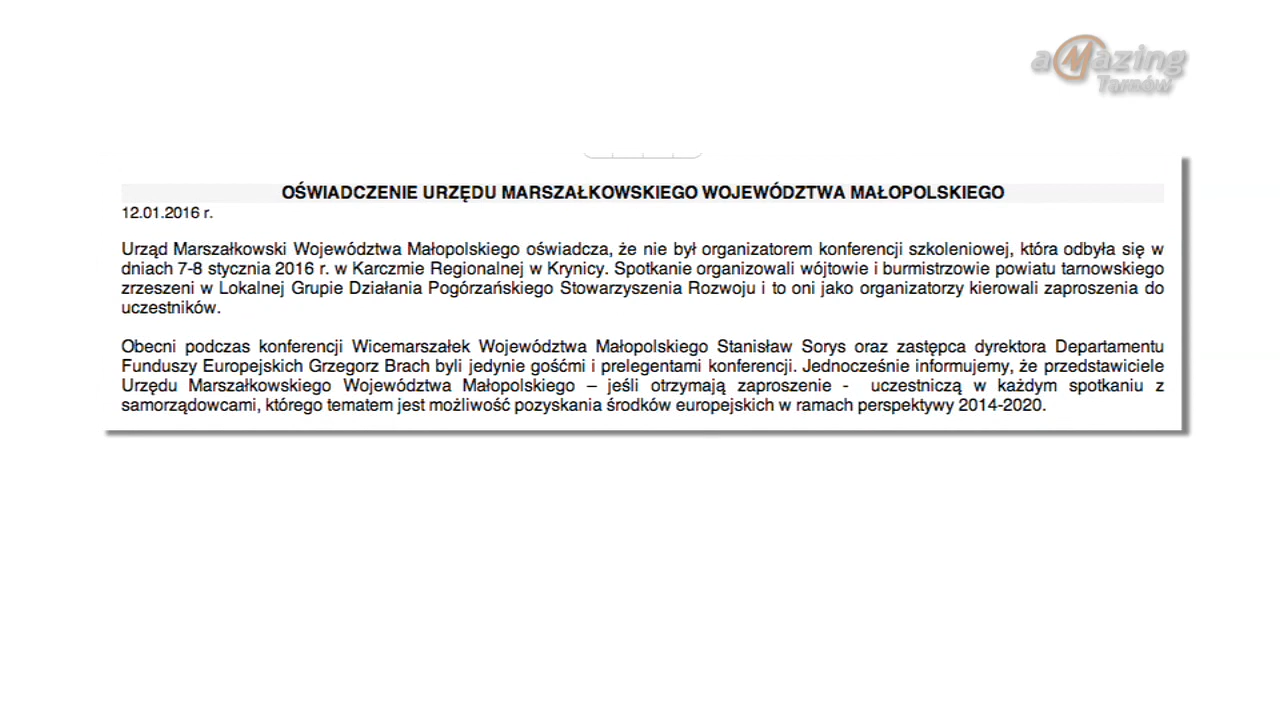 aMazing
Tarnów
OŚWIADCZENIE URZĘDU MARSZAŁKOWSKIEGO WOJEWÓDZTWA MAŁOPOLSKIEGO
12.01.2016 r.
Urząd Marszałkowski Województwa Małopolskiego oświadcza, że nie był organizatorem konferencji szkoleniowej, która odbyła się w
dniach 7-8 stycznia 2016 r. w Karczmie Regionalnej w Krynicy. Spotkanie organizowali wójtowie i burmistrzowie powiatu tarnowskiego
zrzeszeni w Lokalnej Grupie Działania Pogórzańskiego Stowarzyszenia Rozwoju i to oni jako organizatorzy kierowali zaproszenia do
uczestników.
Obecni podczas konferencji Wicemarszałek Województwa Małopolskiego Stanisław Sorys oraz zastępca dyrektora Departamentu
Funduszy Europejskich Grzegorz Brach byli jedynie gośćmi i prelegentami konferencji. Jednocześnie informujemy, że przedstawiciele
Urzędu Marszałkowskiego Województwa Małopolskiego – jeśli otrzymają zaproszenie - uczestniczą w każdym spotkaniu z
samorządowcami, którego tematem jest możliwość pozyskania środków europejskich w ramach perspektywy 2014-2020.